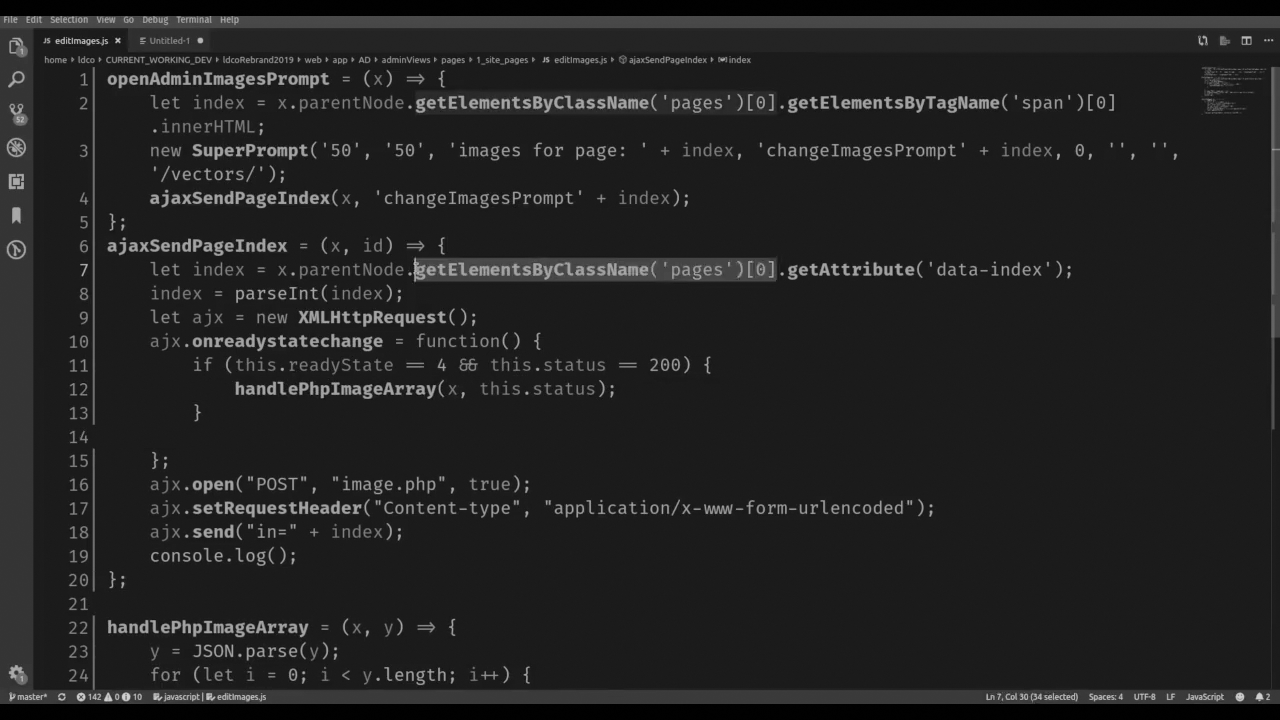 File Edit Selection View Go Debug Terminal Help
JS editImages.js × Untitled-1 ●
home › ldco › CURRENT_WORKING_DEV › ldcoRebrand2019 › web › app › AD › adminViews › pages › 1_site_pages › JS editImages.js › ajaxSendPageIndex › index
1 openAdminImagesPrompt = (x) => {
2 let index = x.parentNode.getElementsByClassName('pages')[0].getElementsByTagName('span')[0]
.innerHTML;
3 new SuperPrompt('50', '50', 'images for page: ' + index, 'changeImagesPrompt' + index, 0, '', '',
'/vectors/');
4 ajaxSendPageIndex(x, 'changeImagesPrompt' + index);
5 };
6 ajaxSendPageIndex = (x, id) => {
7 let index = x.parentNode.getElementsByClassName('pages')[0].getAttribute('data-index');
8 index = parseInt(index);
9 let ajx = new XMLHttpRequest();
10 ajx.onreadystatechange = function() {
11 if (this.readyState == 4 && this.status == 200) {
12 handlePhpImageArray(x, this.status);
13 }
14
15 };
16 ajx.open("POST", "image.php", true);
17 ajx.setRequestHeader("Content-type", "application/x-www-form-urlencoded");
18 ajx.send("in=" + index);
19 console.log();
20 };
21
22 handlePhpImageArray = (x, y) => {
23 y = JSON.parse(y);
24 for (let i = 0; i < y.length; i++) {
master* 142 0 10 javascript | editImages.js Ln 7, Col 30 (34 selected) Spaces: 4 UTF-8 LF JavaScript 2